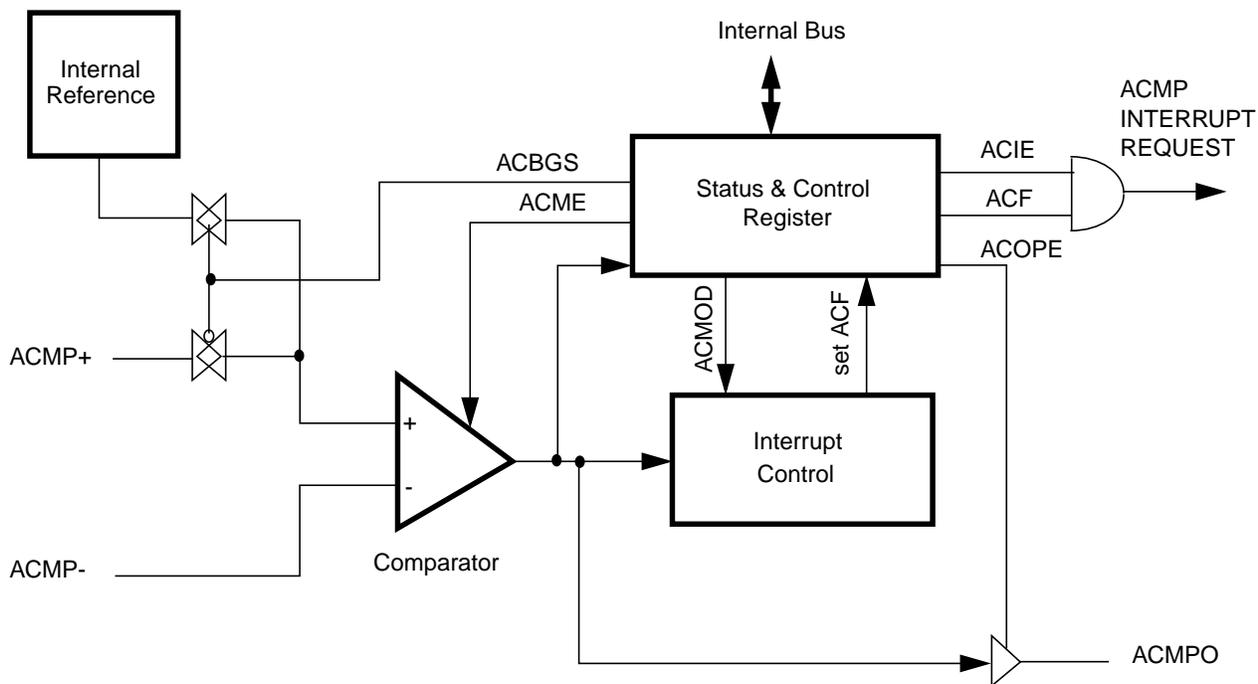 Internal Bus
Internal
Reference
ACMP
INTERRUPT
REQUEST
ACBGS
ACME
Status & Control
Register
ACIE
ACF
ACOPE
ACMOD
set ACF
ACMP+
+
-
Interrupt
Control
Comparator
ACMP-
ACMPO